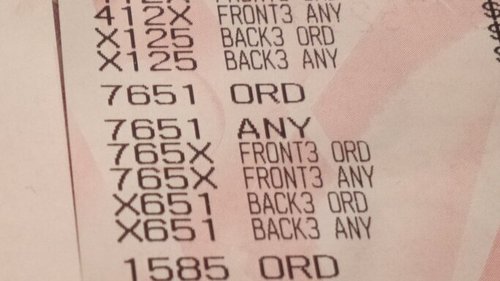 412X FRONT3 ANY
X125 BACK3 ORD
X125 BACK3 ANY
7651 ORD
7651 ANY
765X FRONT3 ORD
765X FRONT3 ANY
X651 BACK3 ORD
X651 BACK3 ANY
1585 ORD